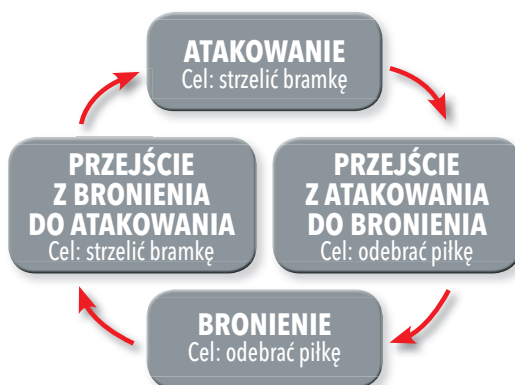 ATAKOWANIE
Cel: strzelić bramkę
PRZEJŚCIE
Z BRONIENIA
DO ATAKOWANIA
Cel: strzelić bramkę
PRZEJŚCIE
Z ATAKOWANIA
DO BRONIENIA
Cel: odebrać piłkę
BRONIENIE
Cel: odebrać piłkę